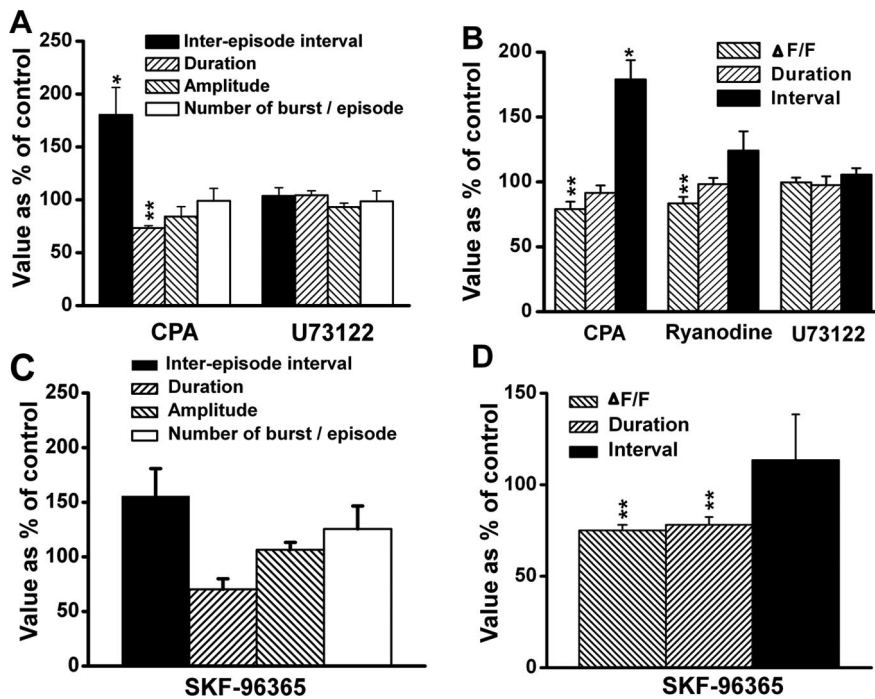 A
Inter-episode interval
Duration
Amplitude
Number of burst / episode
Value as % of control
250
200
150
100
50
0
*
**
CPA
U73122
B
Δ F/F
Duration
Interval
Value as % of control
200
150
100
50
0
**
*
**
CPA
Ryanodine
U73122
C
Inter-episode interval
Duration
Amplitude
Number of burst / episode
Value as % of control
250
200
150
100
50
0
SKF-96365
D
Δ F/F
Duration
Interval
Value as % of control
150
100
50
0
**
**
SKF-96365